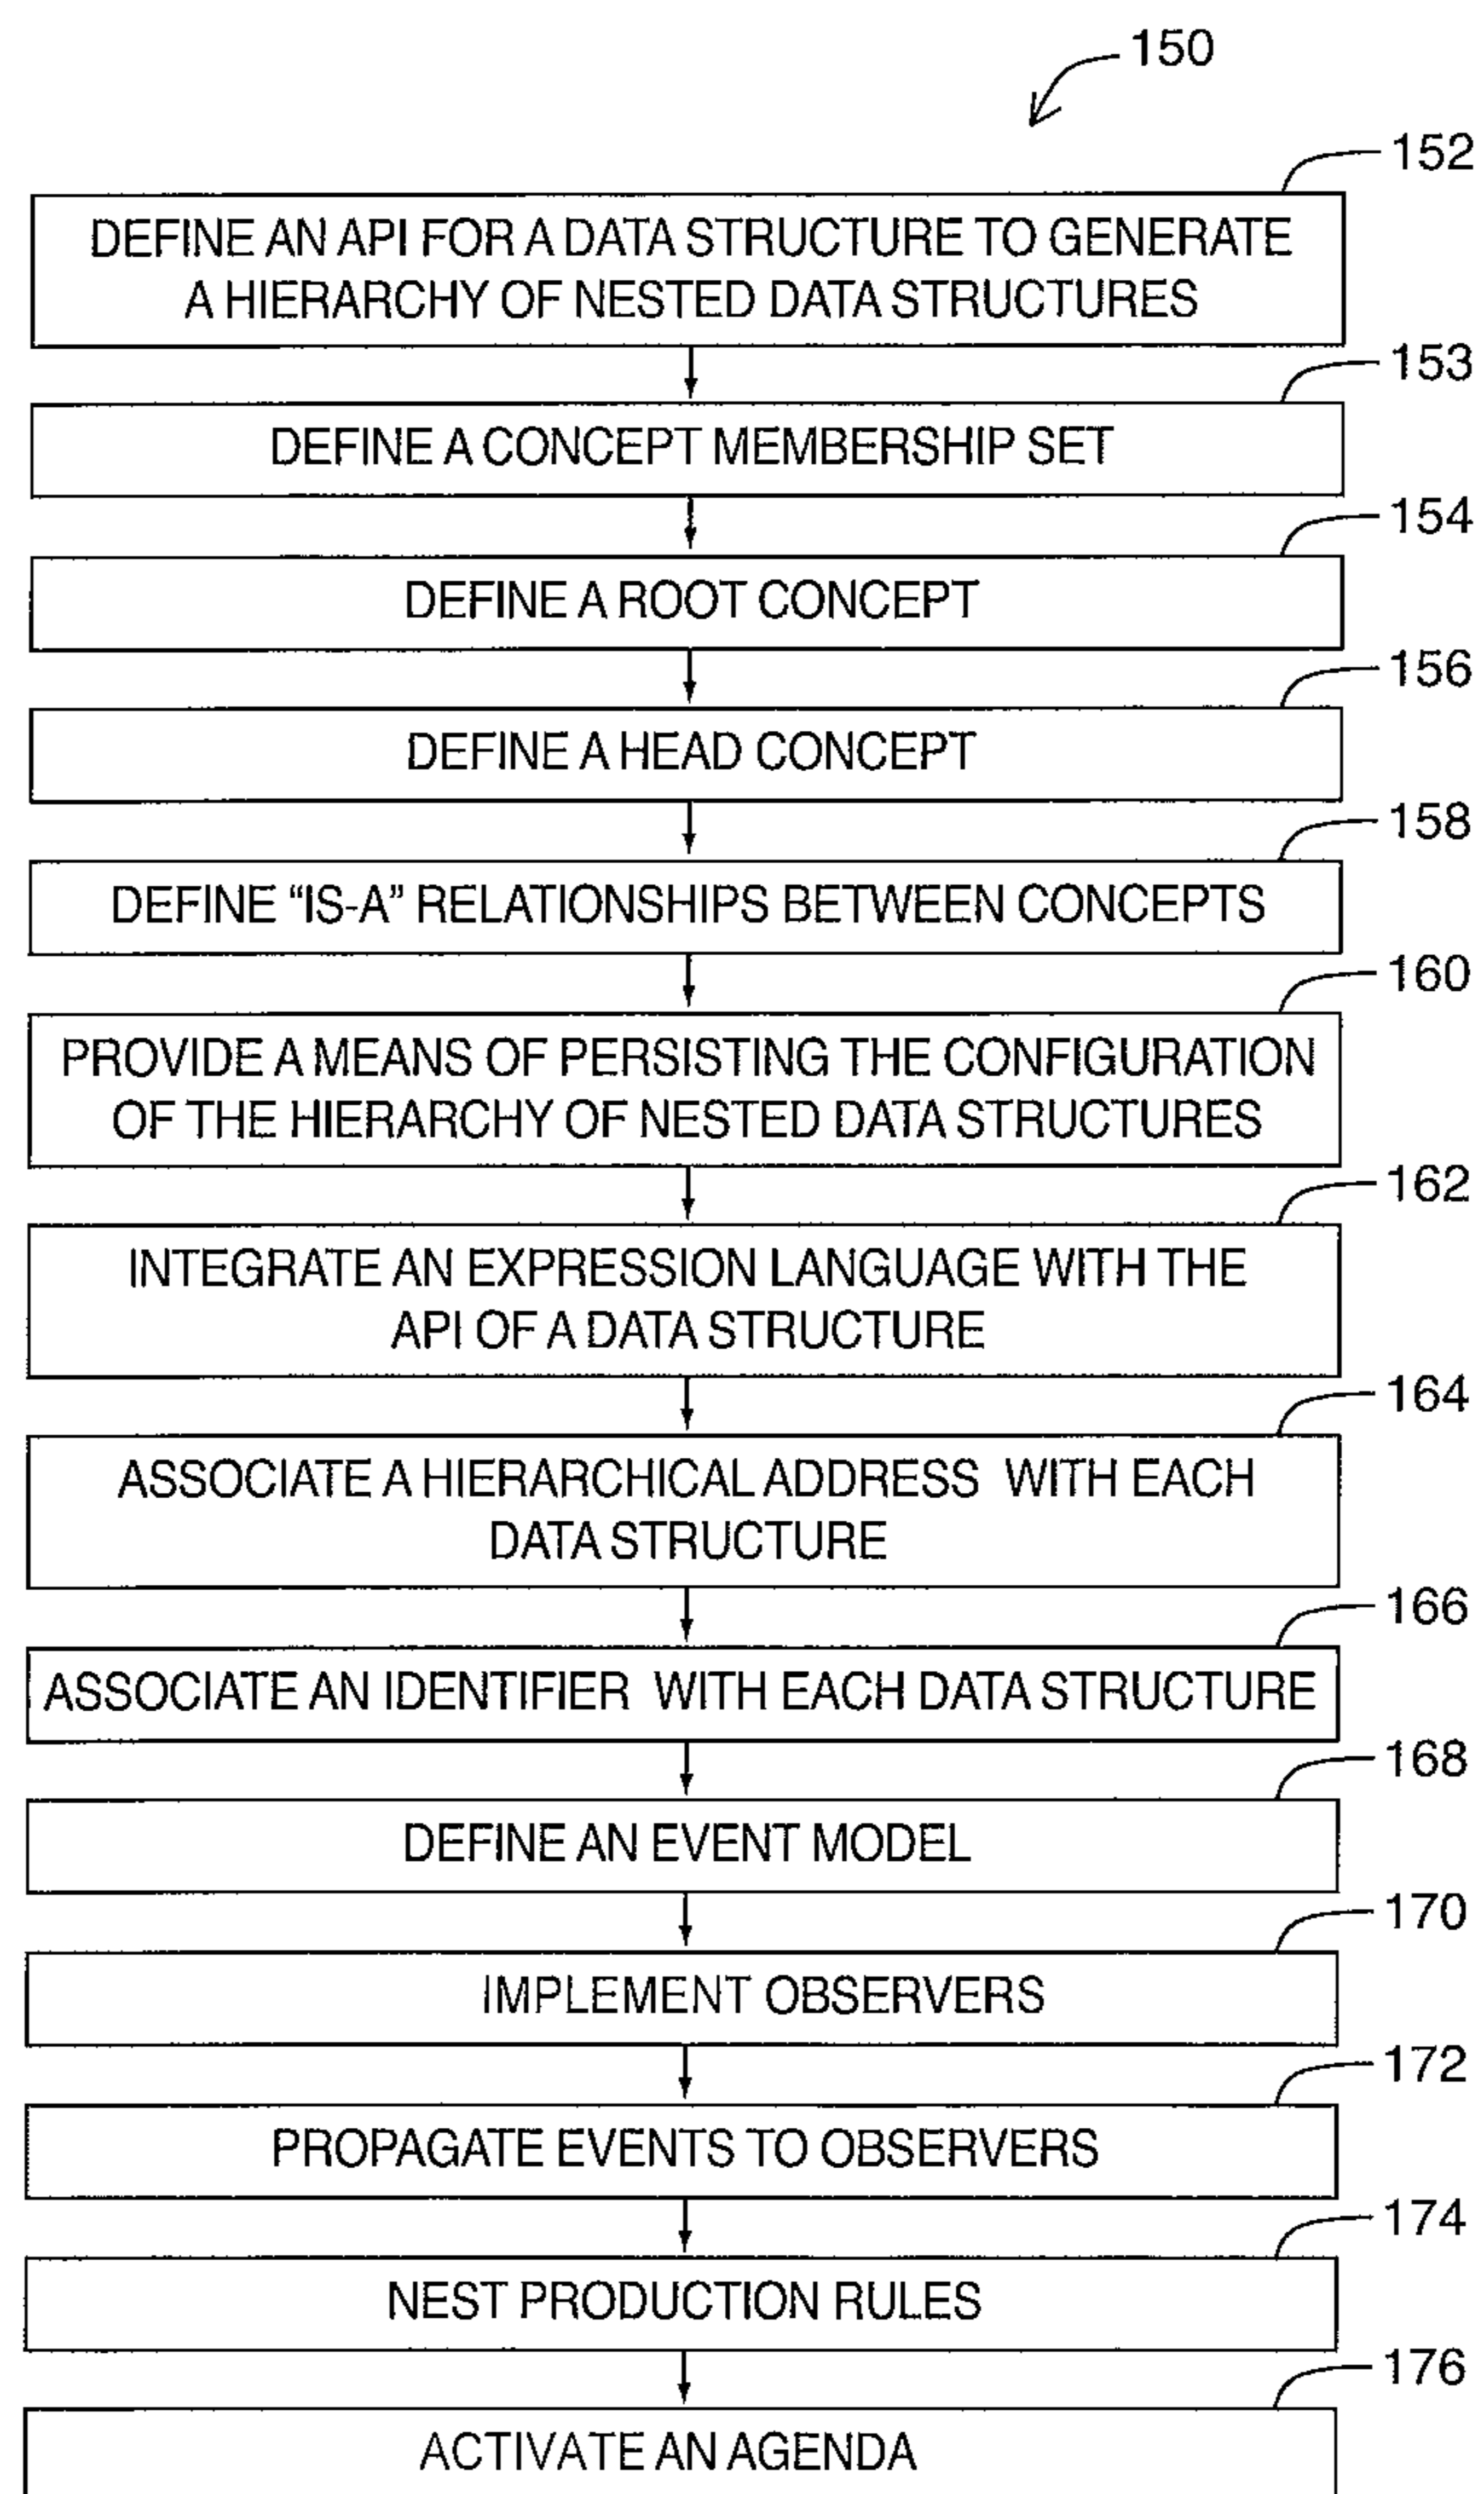 150
152
DEFINE AN API FOR A DATA STRUCTURE TO GENERATE
A HIERARCHY OF NESTED DATA STRUCTURES
153
DEFINE A CONCEPT MEMBERSHIP SET
154
DEFINE A ROOT CONCEPT
156
DEFINE A HEAD CONCEPT
158
DEFINE “IS-A” RELATIONSHIPS BETWEEN CONCEPTS
160
PROVIDE A MEANS OF PERSISTING THE CONFIGURATION
OF THE HIERARCHY OF NESTED DATA STRUCTURES
162
INTEGRATE AN EXPRESSION LANGUAGE WITH THE
API OF A DATA STRUCTURE
164
ASSOCIATE A HIERARCHICAL ADDRESS WITH EACH
DATA STRUCTURE
166
ASSOCIATE AN IDENTIFIER WITH EACH DATA STRUCTURE
168
DEFINE AN EVENT MODEL
170
IMPLEMENT OBSERVERS
172
PROPAGATE EVENTS TO OBSERVERS
174
NEST PRODUCTION RULES
176
ACTIVATE AN AGENDA